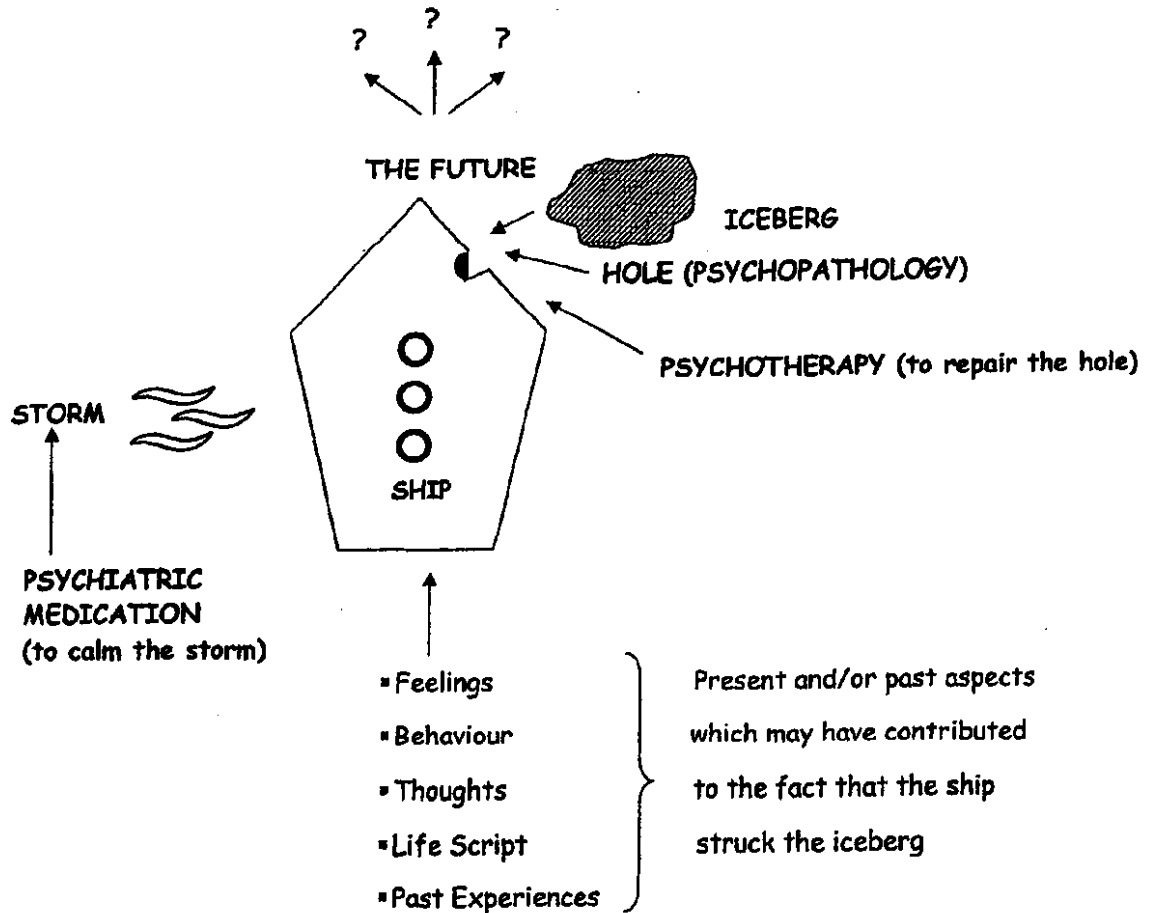 ?
? ?
THE FUTURE
ICEBERG
HOLE (PSYCHOPATHOLOGY)
PSYCHOTHERAPY (to repair the hole)
STORM
SHIP
PSYCHIATRIC
MEDICATION
(to calm the storm)
▪Feelings
▪Behaviour
▪Thoughts
▪Life Script
▪Past Experiences
Present and/or past aspects
which may have contributed
to the fact that the ship
struck the iceberg